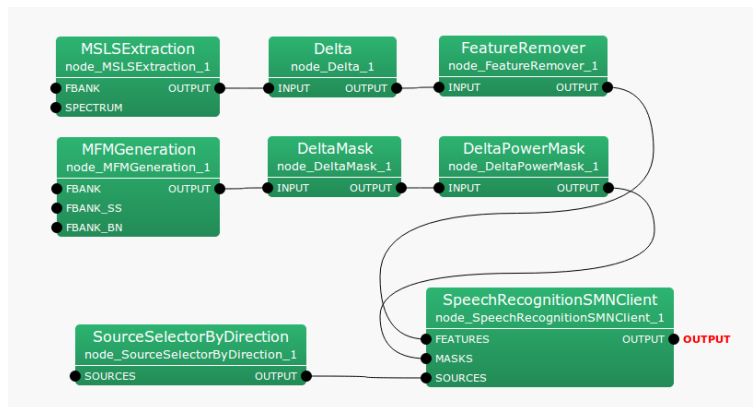 MSLSExtraction
node_MSLSExtraction_1
FBANK OUTPUT
SPECTRUM
Delta
node_Delta_1
INPUT OUTPUT
FeatureRemover
node_FeatureRemover_1
INPUT OUTPUT
MFMGeneration
node_MFMGeneration_1
FBANK OUTPUT
FBANK_SS
FBANK_BN
DeltaMask
node_DeltaMask_1
INPUT OUTPUT
DeltaPowerMask
node_DeltaPowerMask_1
INPUT OUTPUT
SourceSelectorByDirection
node_SourceSelectorByDirection_1
SOURCES OUTPUT
SpeechRecognitionSMNClient
node_SpeechRecognitionSMNClient_1
FEATURES OUTPUT OUTPUT
MASKS
SOURCES